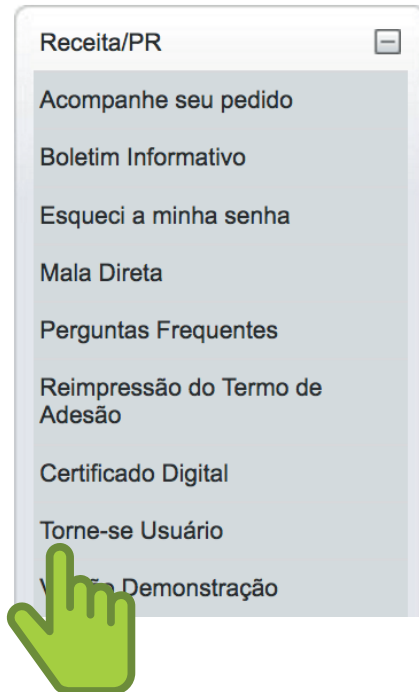 Receita/PR
Acompanhe seu pedido
Boletim Informativo
Esqueci a minha senha
Mala Direta
Perguntas Frequentes
Reimpressão do Termo de
Adesão
Certificado Digital
Torne-se Usuário
Demonstração